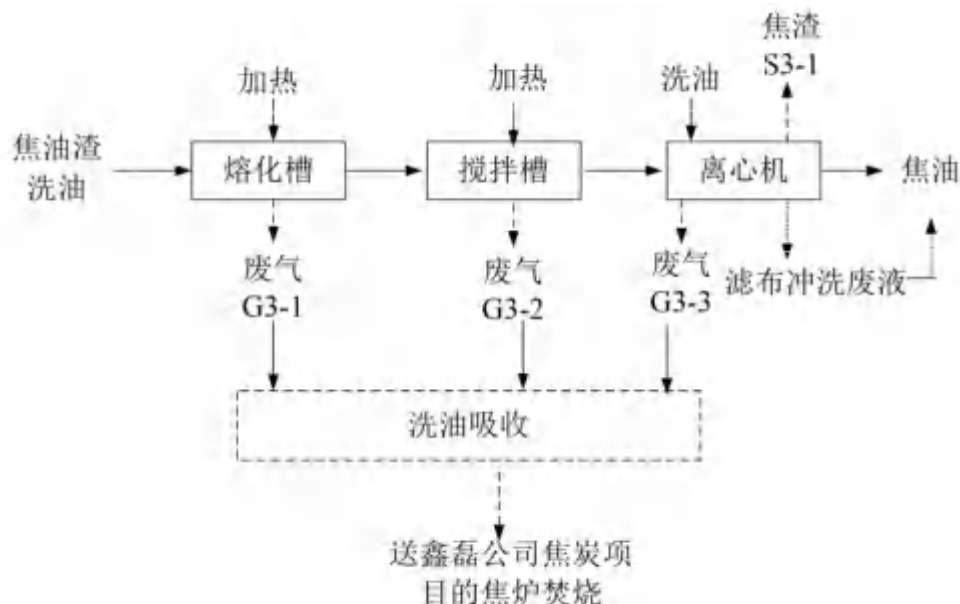 焦渣
S3-1
加热
加热
洗油
焦油渣
洗油
熔化槽
搅拌槽
离心机
焦油
废气
G3-1
废气
G3-2
废气
G3-3
滤布冲洗废液
洗油吸收
送鑫磊公司焦炭项
目的焦炉焚烧